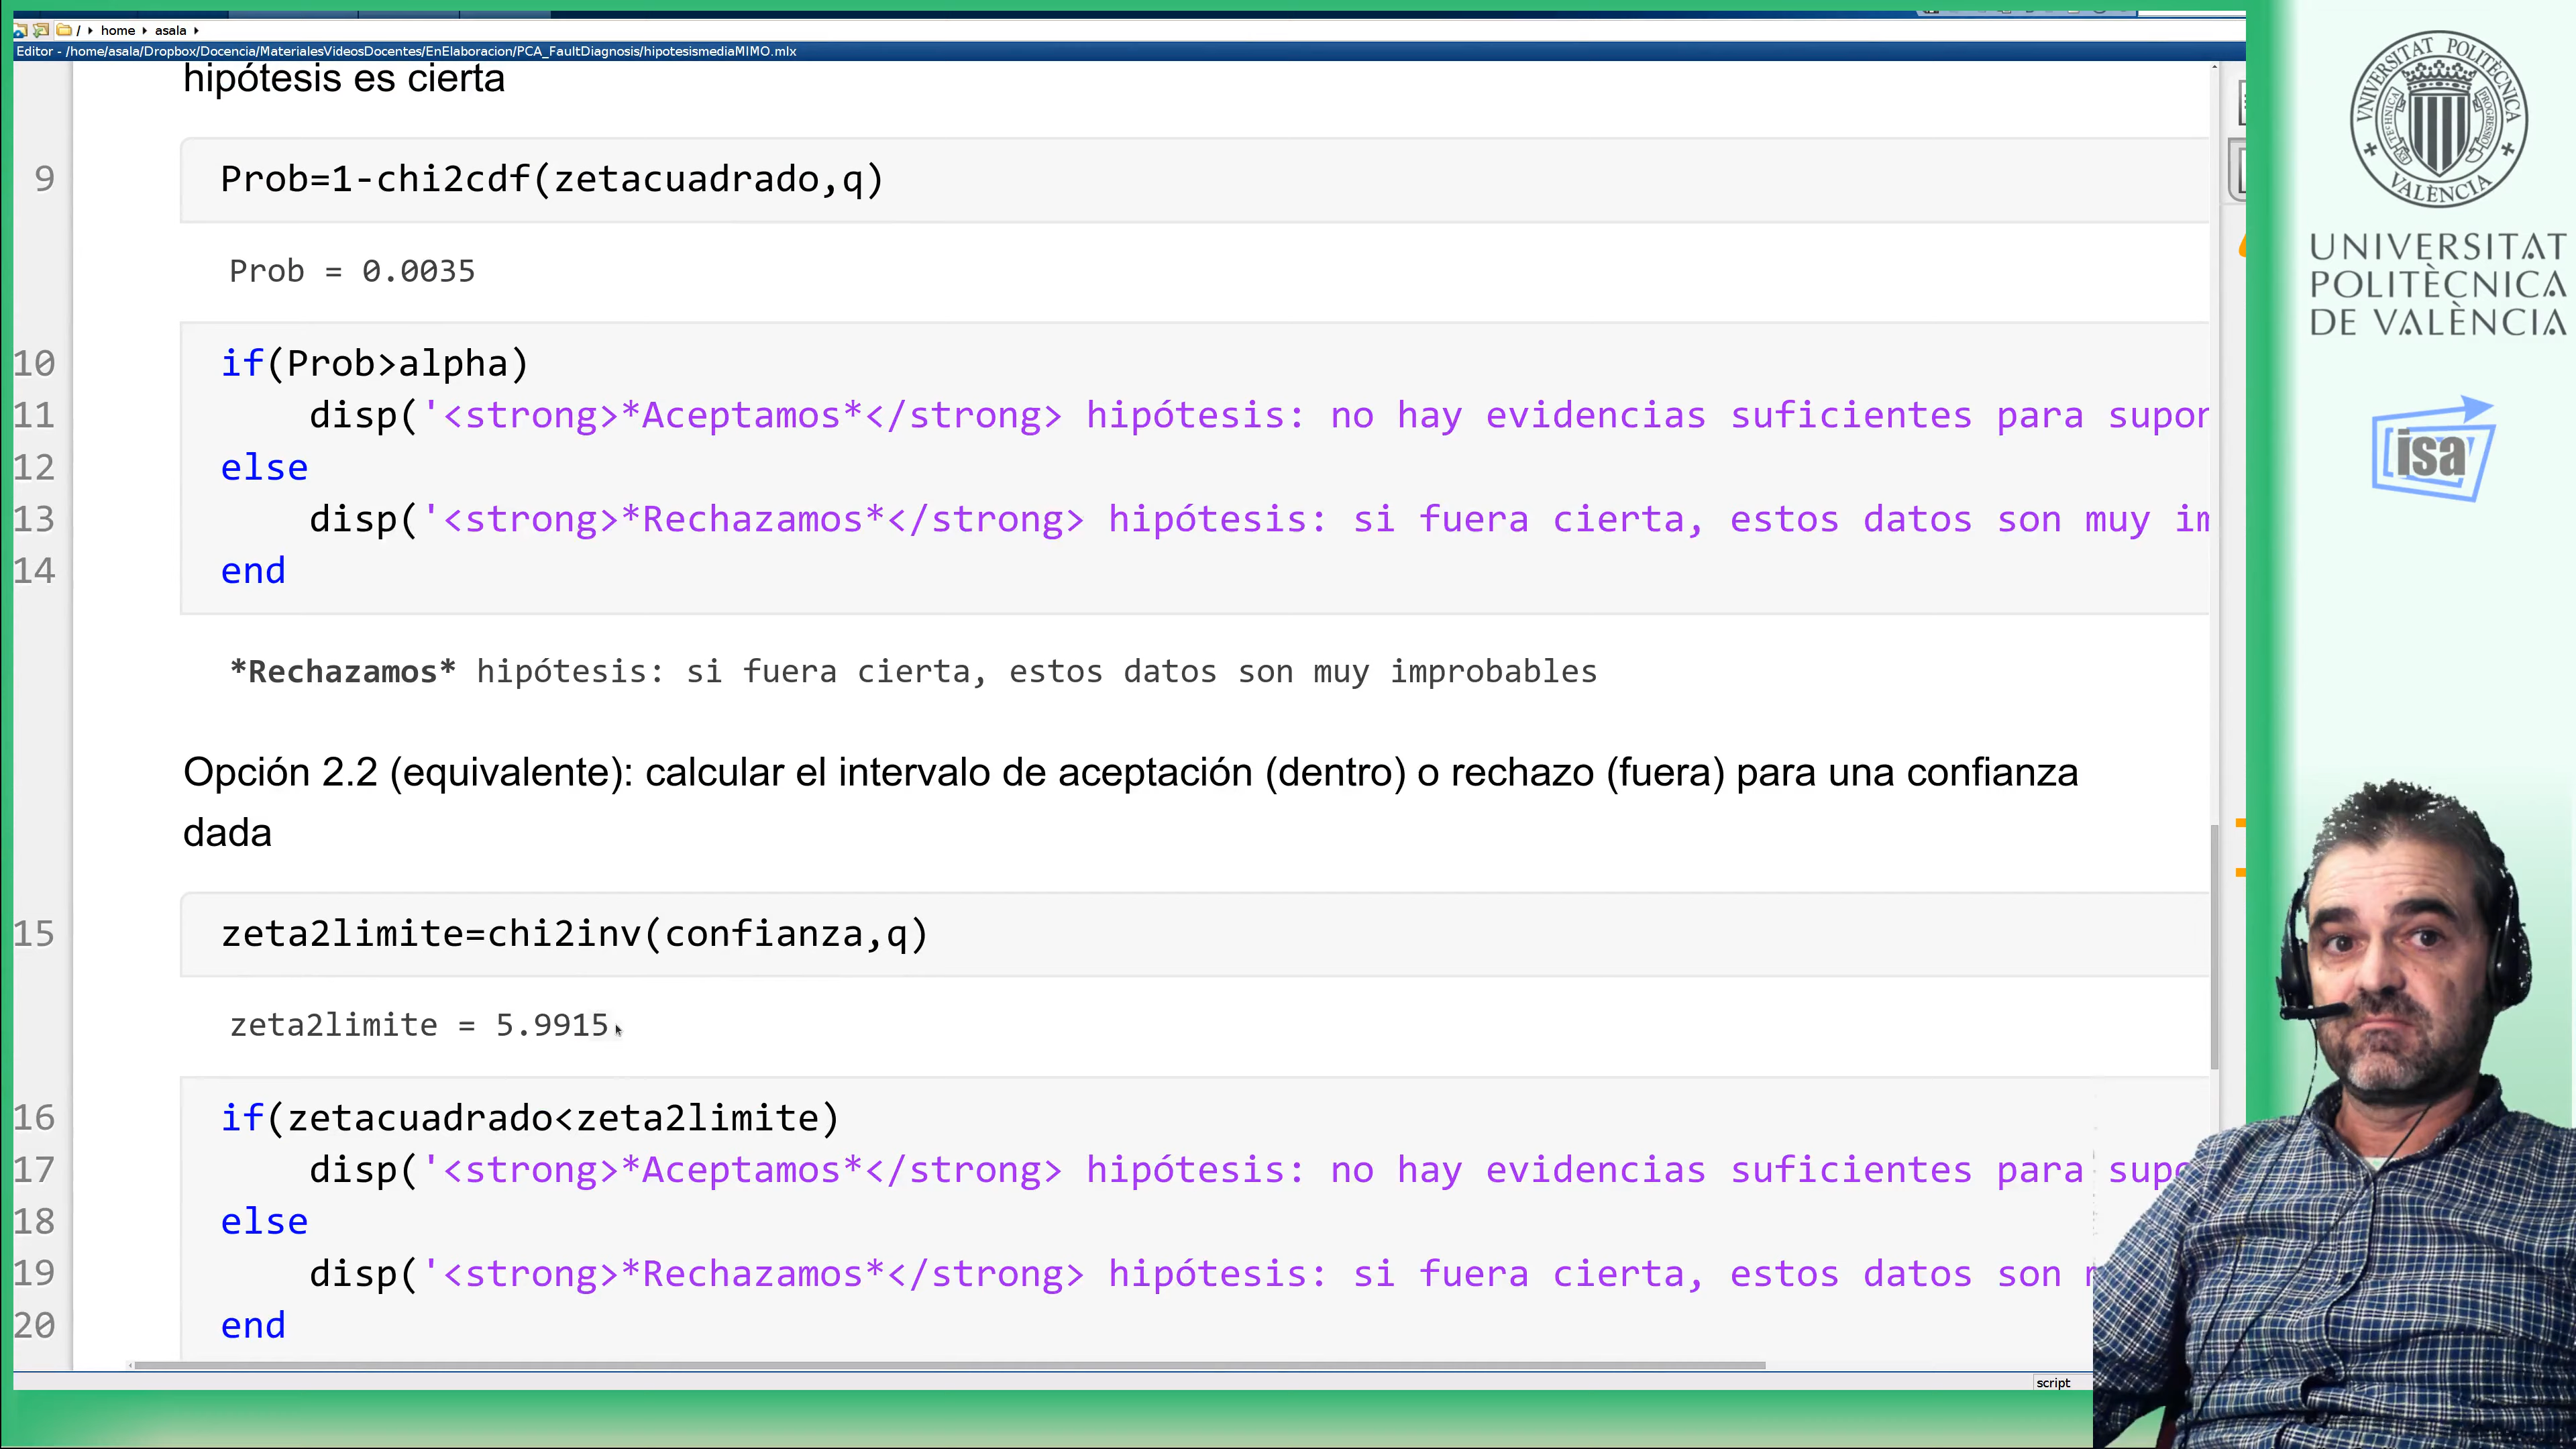 / home asala
Editor - /home/asala/Dropbox/Docencia/MaterialesVideosDocentes/EnElaboracion/PCA_FaultDiagnosis/hipotesismediaMIMO.mlx
hipótesis es cierta
9 Prob=1-chi2cdf(zetacuadrado,q)
Prob = 0.0035
10 if(Prob>alpha)
11 disp('<strong>*Aceptamos*</strong> hipótesis: no hay evidencias suficientes para supon
12 else
13 disp('<strong>*Rechazamos*</strong> hipótesis: si fuera cierta, estos datos son muy im
14 end
*Rechazamos* hipótesis: si fuera cierta, estos datos son muy improbables
Opción 2.2 (equivalente): calcular el intervalo de aceptación (dentro) o rechazo (fuera) para una confianza
dada
15 zeta2limite=chi2inv(confianza,q)
zeta2limite = 5.9915
16 if(zetacuadrado<zeta2limite)
17 disp('<strong>*Aceptamos*</strong> hipótesis: no hay evidencias suficientes para supo
18 else
19 disp('<strong>*Rechazamos*</strong> hipótesis: si fuera cierta, estos datos son
20 end
script
UNIVERSITAT POLITÈCNICA
VALÈNCIA
UNIVERSITAT
POLITÈCNICA
DE VALÈNCIA
isa